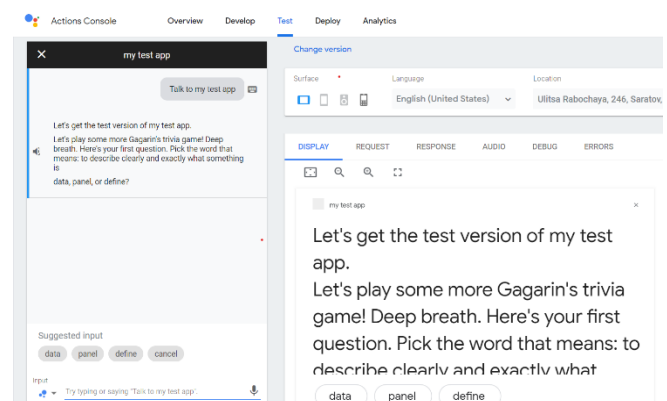 Actions Console
Overview
Develop
Test
Deploy
Analytics
my test app
Talk to my test app
Let's get the test version of my test app.
Let's play some more Gagarin's trivia game! Deep
breath. Here's your first question. Pick the word that
means: to describe clearly and exactly what something
is
data, panel, or define?
Suggested input
data
panel
define
cancel
Input
Try typing or saying "Talk to my test app".
Change version
Surface
Language
Location
English (United States)
Ulitsa Rabochaya, 246, Saratov,
DISPLAY
REQUEST
RESPONSE
AUDIO
DEBUG
ERRORS
my test app
Let's get the test version of my test
app.
Let's play some more Gagarin's trivia
game! Deep breath. Here's your first
question. Pick the word that means: to
describe clearly and exactly what
data
panel
define